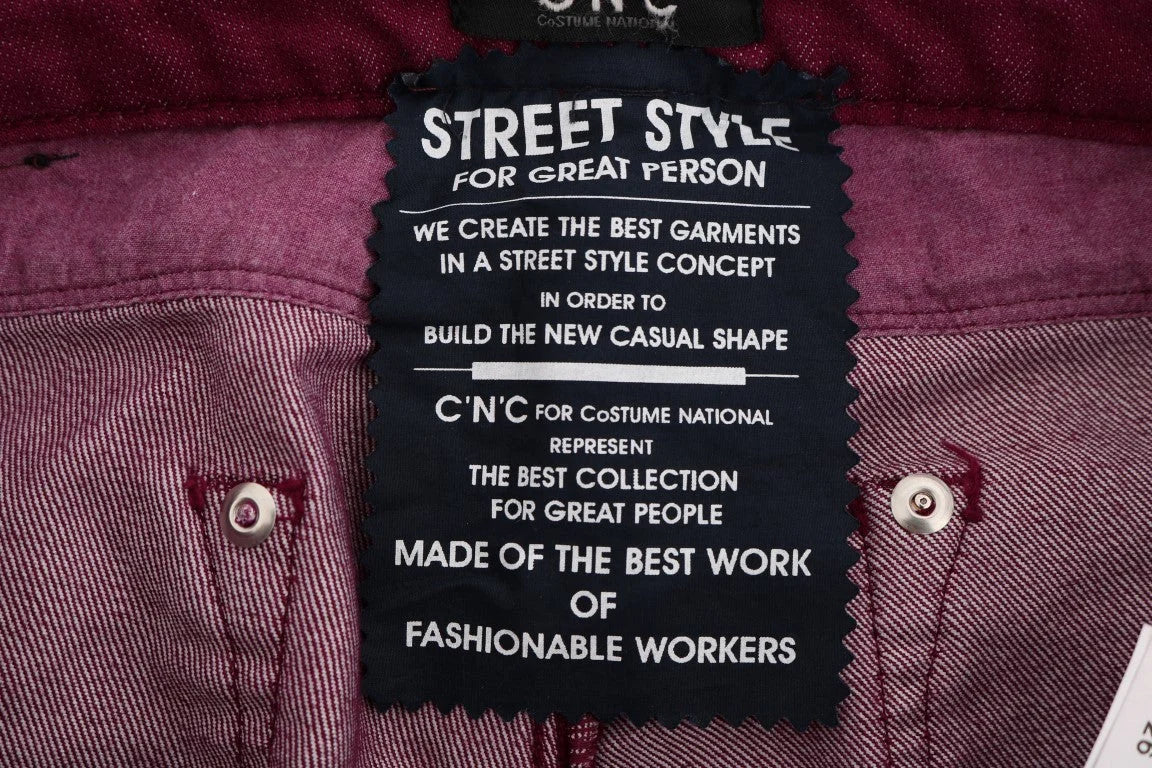 C'N'C
CoSTUME NATIONAL
STREET STYLE
FOR GREAT PERSON
WE CREATE THE BEST GARMENTS
IN A STREET STYLE CONCEPT
IN ORDER TO
BUILD THE NEW CASUAL SHAPE
C'N'C FOR CoSTUME NATIONAL
REPRESENT
THE BEST COLLECTION
FOR GREAT PEOPLE
MADE OF THE BEST WORK
OF
FASHIONABLE WORKERS